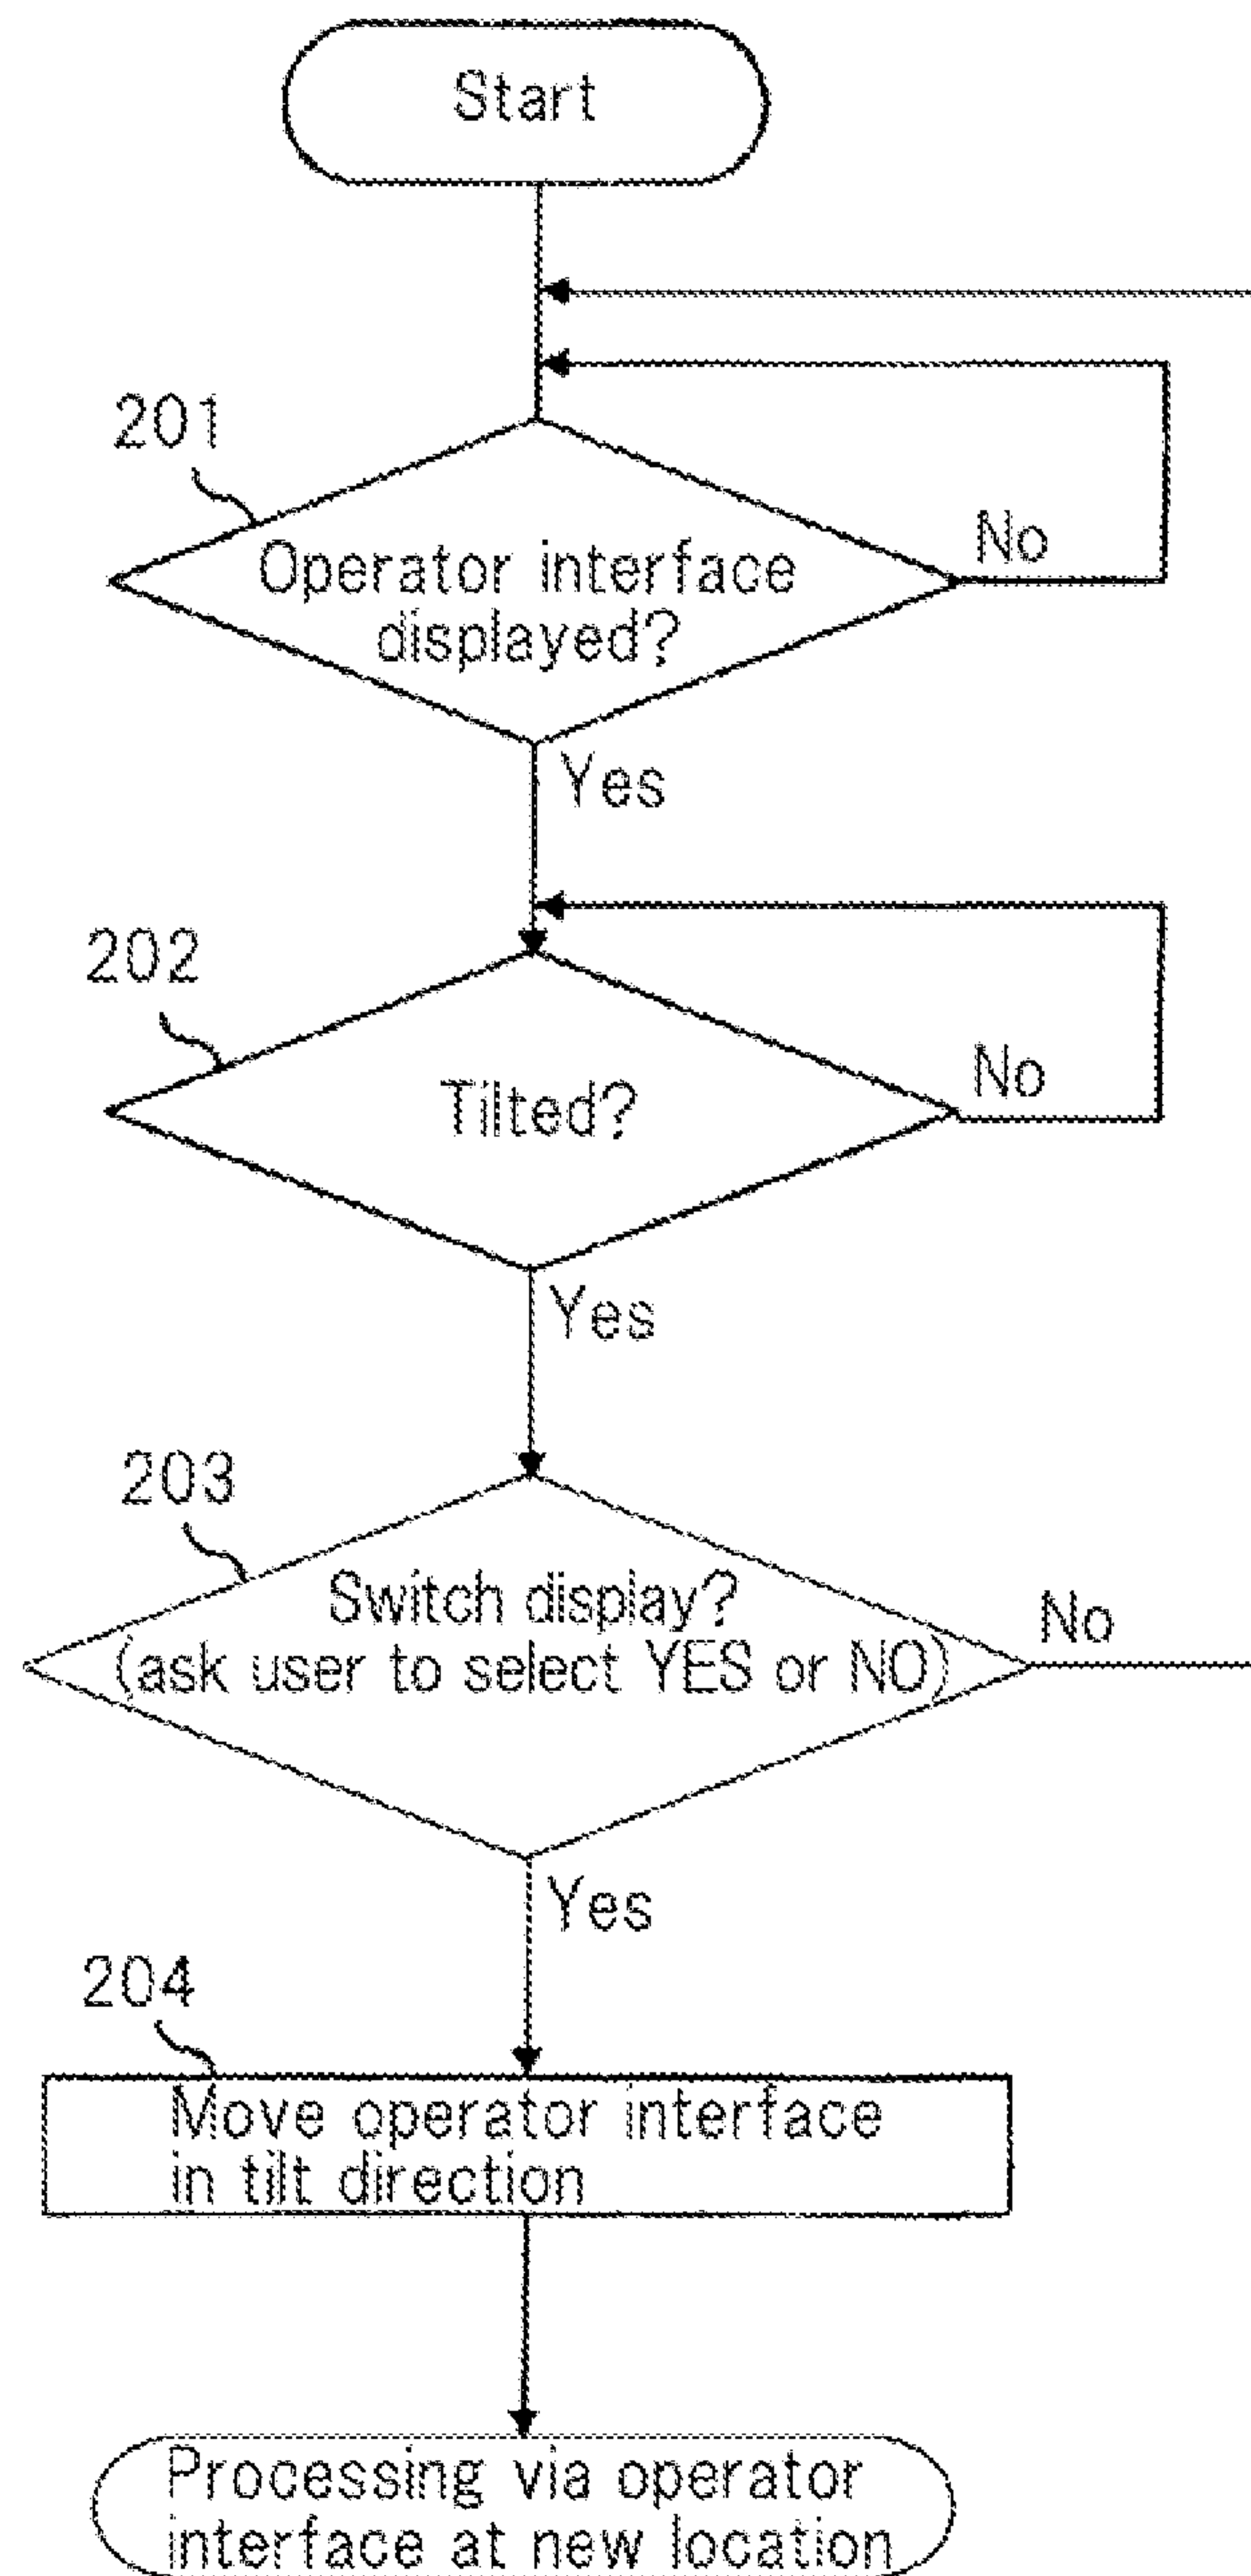 Start
201
Operator interface
displayed?
No
Yes
202
Tilted?
No
Yes
203
Switch display?
(ask user to select YES or NO)
No
Yes
204
Move operator interface
in tilt direction
Processing via operator
interface at new location